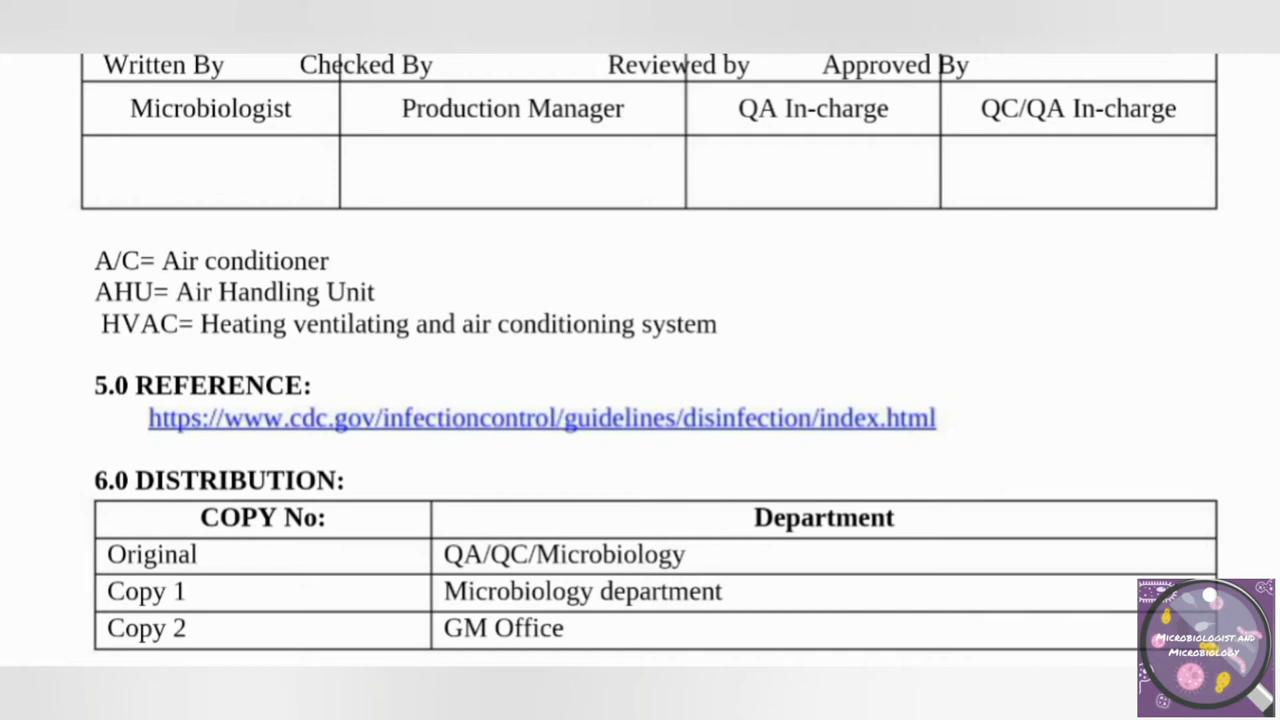 Written By Checked By Reviewed by Approved By
Microbiologist Production Manager QA In-charge QC/QA In-charge
A/C= Air conditioner
AHU= Air Handling Unit
HVAC= Heating ventilating and air conditioning system
5.0 REFERENCE:
https://www.cdc.gov/infectioncontrol/guidelines/disinfection/index.html
6.0 DISTRIBUTION:
COPY No: Department
Original QA/QC/Microbiology
Copy 1 Microbiology department
Copy 2 GM Office
Microbiologist and
Microbiology